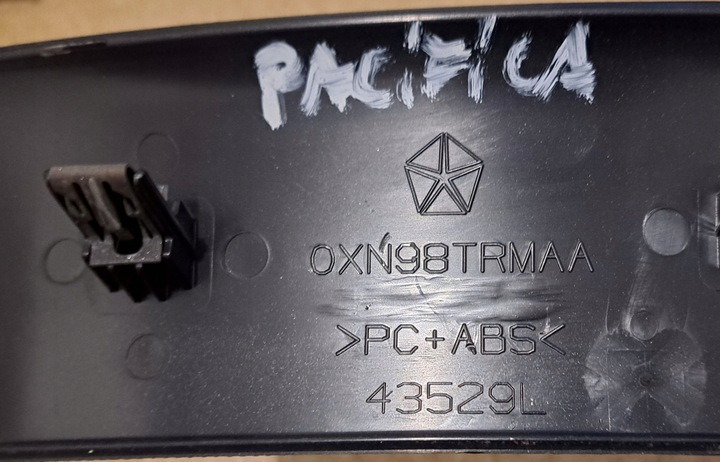 PACIFICA
0XN98TRMAA
>PC+ABS<
43529L